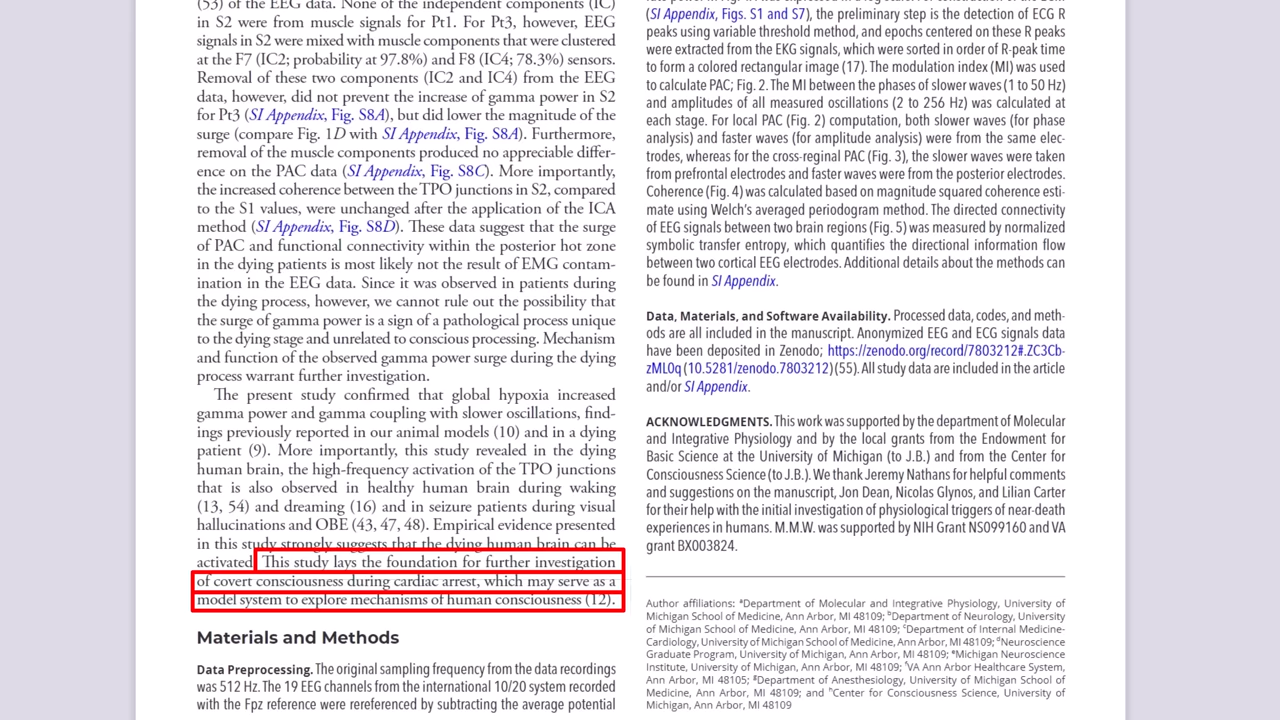 (53) of the EEG data. None of the independent components (IC)
in S2 were from muscle signals for Pt1. For Pt3, however, EEG
signals in S2 were mixed with muscle components that were clustered
at the F7 (IC2; probability at 97.8%) and F8 (IC4; 78.3%) sensors.
Removal of these two components (IC2 and IC4) from the EEG
data, however, did not prevent the increase of gamma power in S2
for Pt3 (SI Appendix, Fig. S8A), but did lower the magnitude of the
surge (compare Fig. 1D with SI Appendix, Fig. S8A). Furthermore,
removal of the muscle components produced no appreciable differ-
ence on the PAC data (SI Appendix, Fig. S8C). More importantly,
the increased coherence between the TPO junctions in S2, compared
to the S1 values, were unchanged after the application of the ICA
method (SI Appendix, Fig. S8D). These data suggest that the surge
of PAC and functional connectivity within the posterior hot zone
in the dying patients is most likely not the result of EMG contam-
ination in the EEG data. Since it was observed in patients during
the dying process, however, we cannot rule out the possibility that
the surge of gamma power is a sign of a pathological process unique
to the dying stage and unrelated to conscious processing. Mechanism
and function of the observed gamma power surge during the dying
process warrant further investigation.
The present study confirmed that global hypoxia increased
gamma power and gamma coupling with slower oscillations, find-
ings previously reported in our animal models (10) and in a dying
patient (9). More importantly, this study revealed in the dying
human brain, the high-frequency activation of the TPO junctions
that is also observed in healthy human brain during waking
(13, 54) and dreaming (16) and in seizure patients during visual
hallucinations and OBE (43, 47, 48). Empirical evidence presented
in this study strongly suggests that the dying human brain can be
activated. This study lays the foundation for further investigation
of covert consciousness during cardiac arrest, which may serve as a
model system to explore mechanisms of human consciousness (12).
Materials and Methods
Data Preprocessing. The original sampling frequency from the data recordings
was 512 Hz. The 19 EEG channels from the international 10/20 system recorded
with the Fpz reference were rereferenced by subtracting the average potential
(SI Appendix, Figs. S1 and S7), the preliminary step is the detection of ECG R
peaks using variable threshold method, and epochs centered on these R peaks
were extracted from the EKG signals, which were sorted in order of R-peak time
to form a colored rectangular image (17). The modulation index (MI) was used
to calculate PAC; Fig. 2. The MI between the phases of slower waves (1 to 50 Hz)
and amplitudes of all measured oscillations (2 to 256 Hz) was calculated at
each stage. For local PAC (Fig. 2) computation, both slower waves (for phase
analysis) and faster waves (for amplitude analysis) were from the same elec-
trodes, whereas for the cross-reginal PAC (Fig. 3), the slower waves were taken
from prefrontal electrodes and faster waves were from the posterior electrodes.
Coherence (Fig. 4) was calculated based on magnitude squared coherence esti-
mate using Welch's averaged periodogram method. The directed connectivity
of EEG signals between two brain regions (Fig. 5) was measured by normalized
symbolic transfer entropy, which quantifies the directional information flow
between two cortical EEG electrodes. Additional details about the methods can
be found in SI Appendix.
Data, Materials, and Software Availability. Processed data, codes, and meth-
ods are all included in the manuscript. Anonymized EEG and ECG signals data
have been deposited in Zenodo; https://zenodo.org/record/7803212#.ZC3Cb-
zML0q (10.5281/zenodo.7803212) (55). All study data are included in the article
and/or SI Appendix.
ACKNOWLEDGMENTS. This work was supported by the department of Molecular
and Integrative Physiology and by the local grants from the Endowment for
Basic Science at the University of Michigan (to J.B.) and from the Center for
Consciousness Science (to J.B.). We thank Jeremy Nathans for helpful comments
and suggestions on the manuscript, Jon Dean, Nicolas Glynos, and Lilian Carter
for their help with the initial investigation of physiological triggers of near-death
experiences in humans. M.M.W. was supported by NIH Grant NS099160 and VA
grant BX003824.
Author affiliations: aDepartment of Molecular and Integrative Physiology, University of
Michigan School of Medicine, Ann Arbor, MI 48109; bDepartment of Neurology, University
of Michigan School of Medicine, Ann Arbor, MI 48109; cDepartment of Internal Medicine-
Cardiology, University of Michigan School of Medicine, Ann Arbor, MI 48109; dNeuroscience
Graduate Program, University of Michigan, Ann Arbor, MI 48109; eMichigan Neuroscience
Institute, University of Michigan, Ann Arbor, MI 48109; fVA Ann Arbor Healthcare System,
Ann Arbor, MI 48105; gDepartment of Anesthesiology, University of Michigan School of
Medicine, Ann Arbor, MI 48109; and hCenter for Consciousness Science, University of
Michigan, Ann Arbor, MI 48109